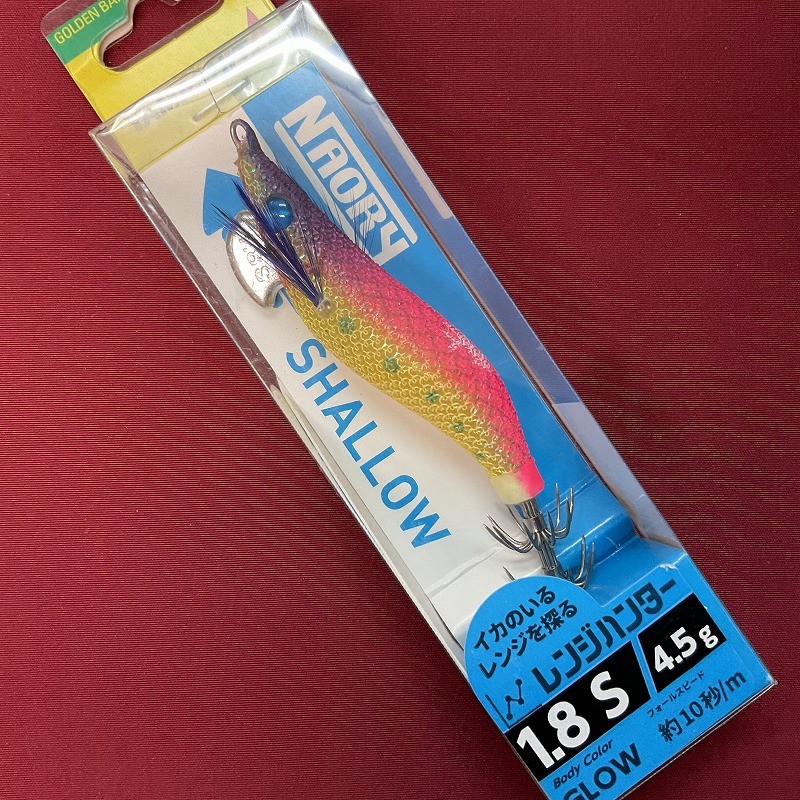 GOLDEN BA
NAORY
SHALLOW
イカのいる
レンジを探る
レンジハンター
1.8 S
4.5g
フォールスピード
約10秒/m
Body Color
GLOW